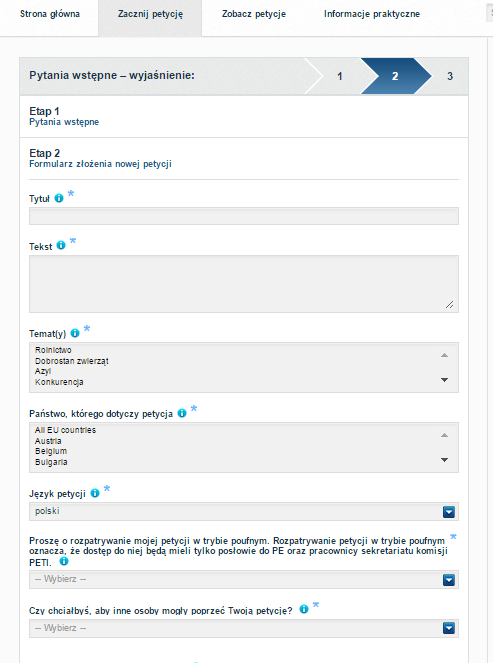 Strona główna Zacznij petycję Zobacz petycje Informacje praktyczne
Pytania wstępne – wyjaśnienie: 1 2 3
Etap 1
Pytania wstępne
Etap 2
Formularz złożenia nowej petycji
Tytuł i *
Tekst i *
Temat(y) i *
Rolnictwo
Dobrostan zwierząt
Azyl
Konkurencja
Państwo, którego dotyczy petycja i *
All EU countries
Austria
Belgium
Bulgaria
Język petycji i *
polski
Proszę o rozpatrywanie mojej petycji w trybie poufnym. Rozpatrywanie petycji w trybie poufnym *
oznacza, że dostęp do niej będą mieli tylko posłowie do PE oraz pracownicy sekretariatu komisji
PETI. i
-- Wybierz --
Czy chciałbyś, aby inne osoby mogły poprzeć Twoją petycję? i *
-- Wybierz --